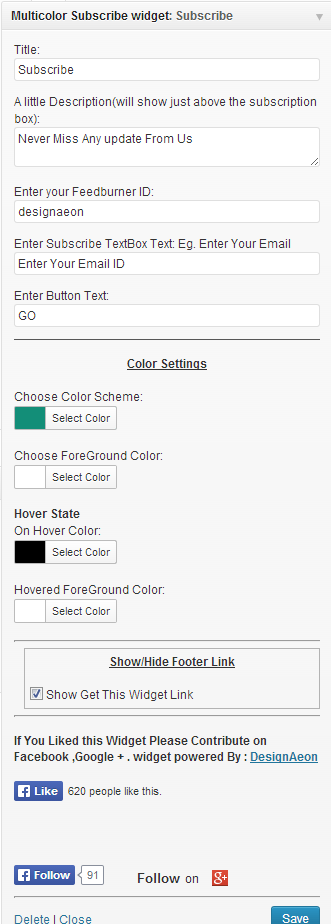 Multicolor Subscribe widget: Subscribe
Title:
Subscribe
A little Description(will show just above the subscription
box):
Never Miss Any update From Us
Enter your Feedburner ID:
designaeon
Enter Subscribe TextBox Text: Eg. Enter Your Email
Enter Your Email ID
Enter Button Text:
GO
Color Settings
Choose Color Scheme:
Select Color
Choose ForeGround Color:
Select Color
Hover State
On Hover Color:
Select Color
Hovered ForeGround Color:
Select Color
Show/Hide Footer Link
Show Get This Widget Link
If You Liked this Widget Please Contribute on
Facebook ,Google + . widget powered By : DesignAeon
f Like 620 people like this.
f Follow 91 Follow on g+
Delete | Close Save